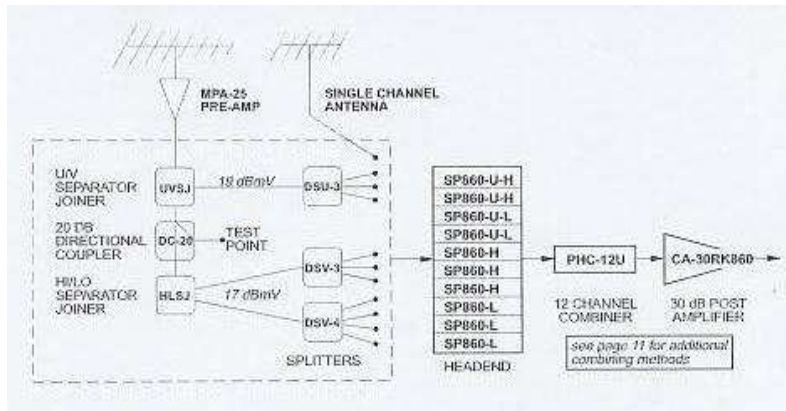 MPA-25
PRE-AMP
SINGLE CHANNEL
ANTENNA
U/V
SEPARATOR
JOINER
UVSJ
19 dBmV
DSU-3
20 DB
DIRECTIONAL
COUPLER
DC-20
TEST
POINT
HI/LO
SEPARATOR
JOINER
HLSJ
17 dBmV
DSV-3
DSV-4
SPLITTERS
SP860-U-H
SP860-U-H
SP860-U-L
SP860-U-L
SP860-H
SP860-H
SP860-H
SP860-L
SP860-L
SP860-L
HEADEND
PHC-12U
12 CHANNEL
COMBINER
CA-30RK860
30 dB POST
AMPLIFIER
see page 11 for additional
combining methods